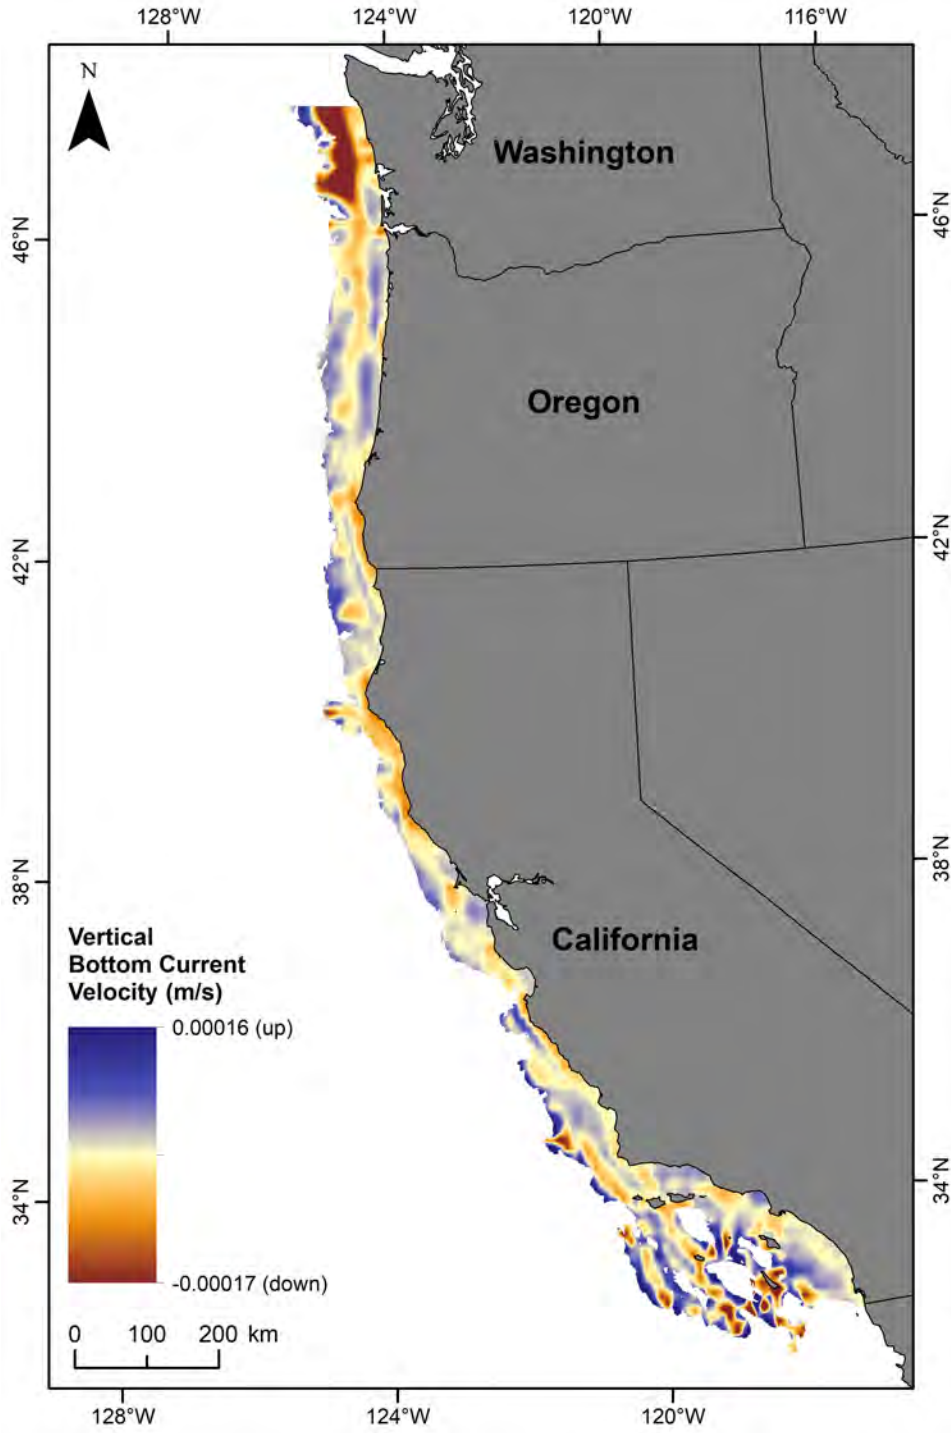 128°W 124°W 120°W 116°W
N
Washington
46°N 46°N
Oregon
42°N 42°N
38°N 38°N
California
Vertical
Bottom Current
Velocity (m/s)
0.00016 (up)
34°N 34°N
-0.00017 (down)
0 100 200 km
128°W 124°W 120°W